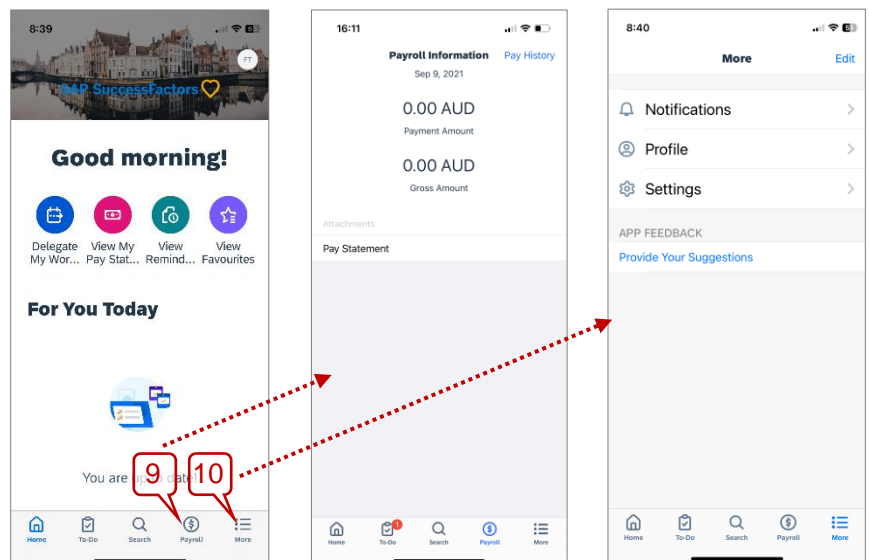 8:39
FT
SAP SuccessFactors
Good morning!
Delegate My Wor...
View My Pay Stat...
View Remind...
View Favourites
For You Today
You are up to date!
9
10
Home
To-Do
Search
Payroll
More
16:11
Payroll Information
Pay History
Sep 9, 2021
0.00 AUD
Payment Amount
0.00 AUD
Gross Amount
Attachments
Pay Statement
Home
1
To-Do
Search
Payroll
More
8:40
More
Edit
Notifications
Profile
Settings
APP FEEDBACK
Provide Your Suggestions
Home
To-Do
Search
Payroll
More